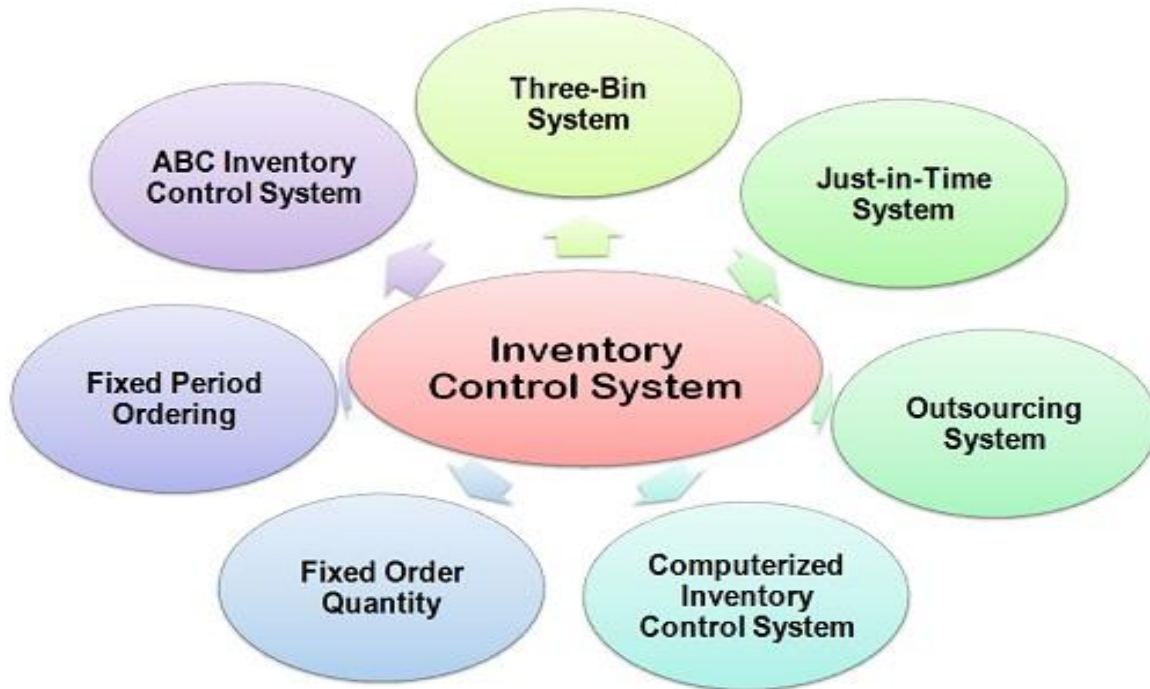 Three-Bin
System
ABC Inventory
Control System
Just-in-Time
System
Inventory
Control System
Fixed Period
Ordering
Outsourcing
System
Fixed Order
Quantity
Computerized
Inventory
Control System